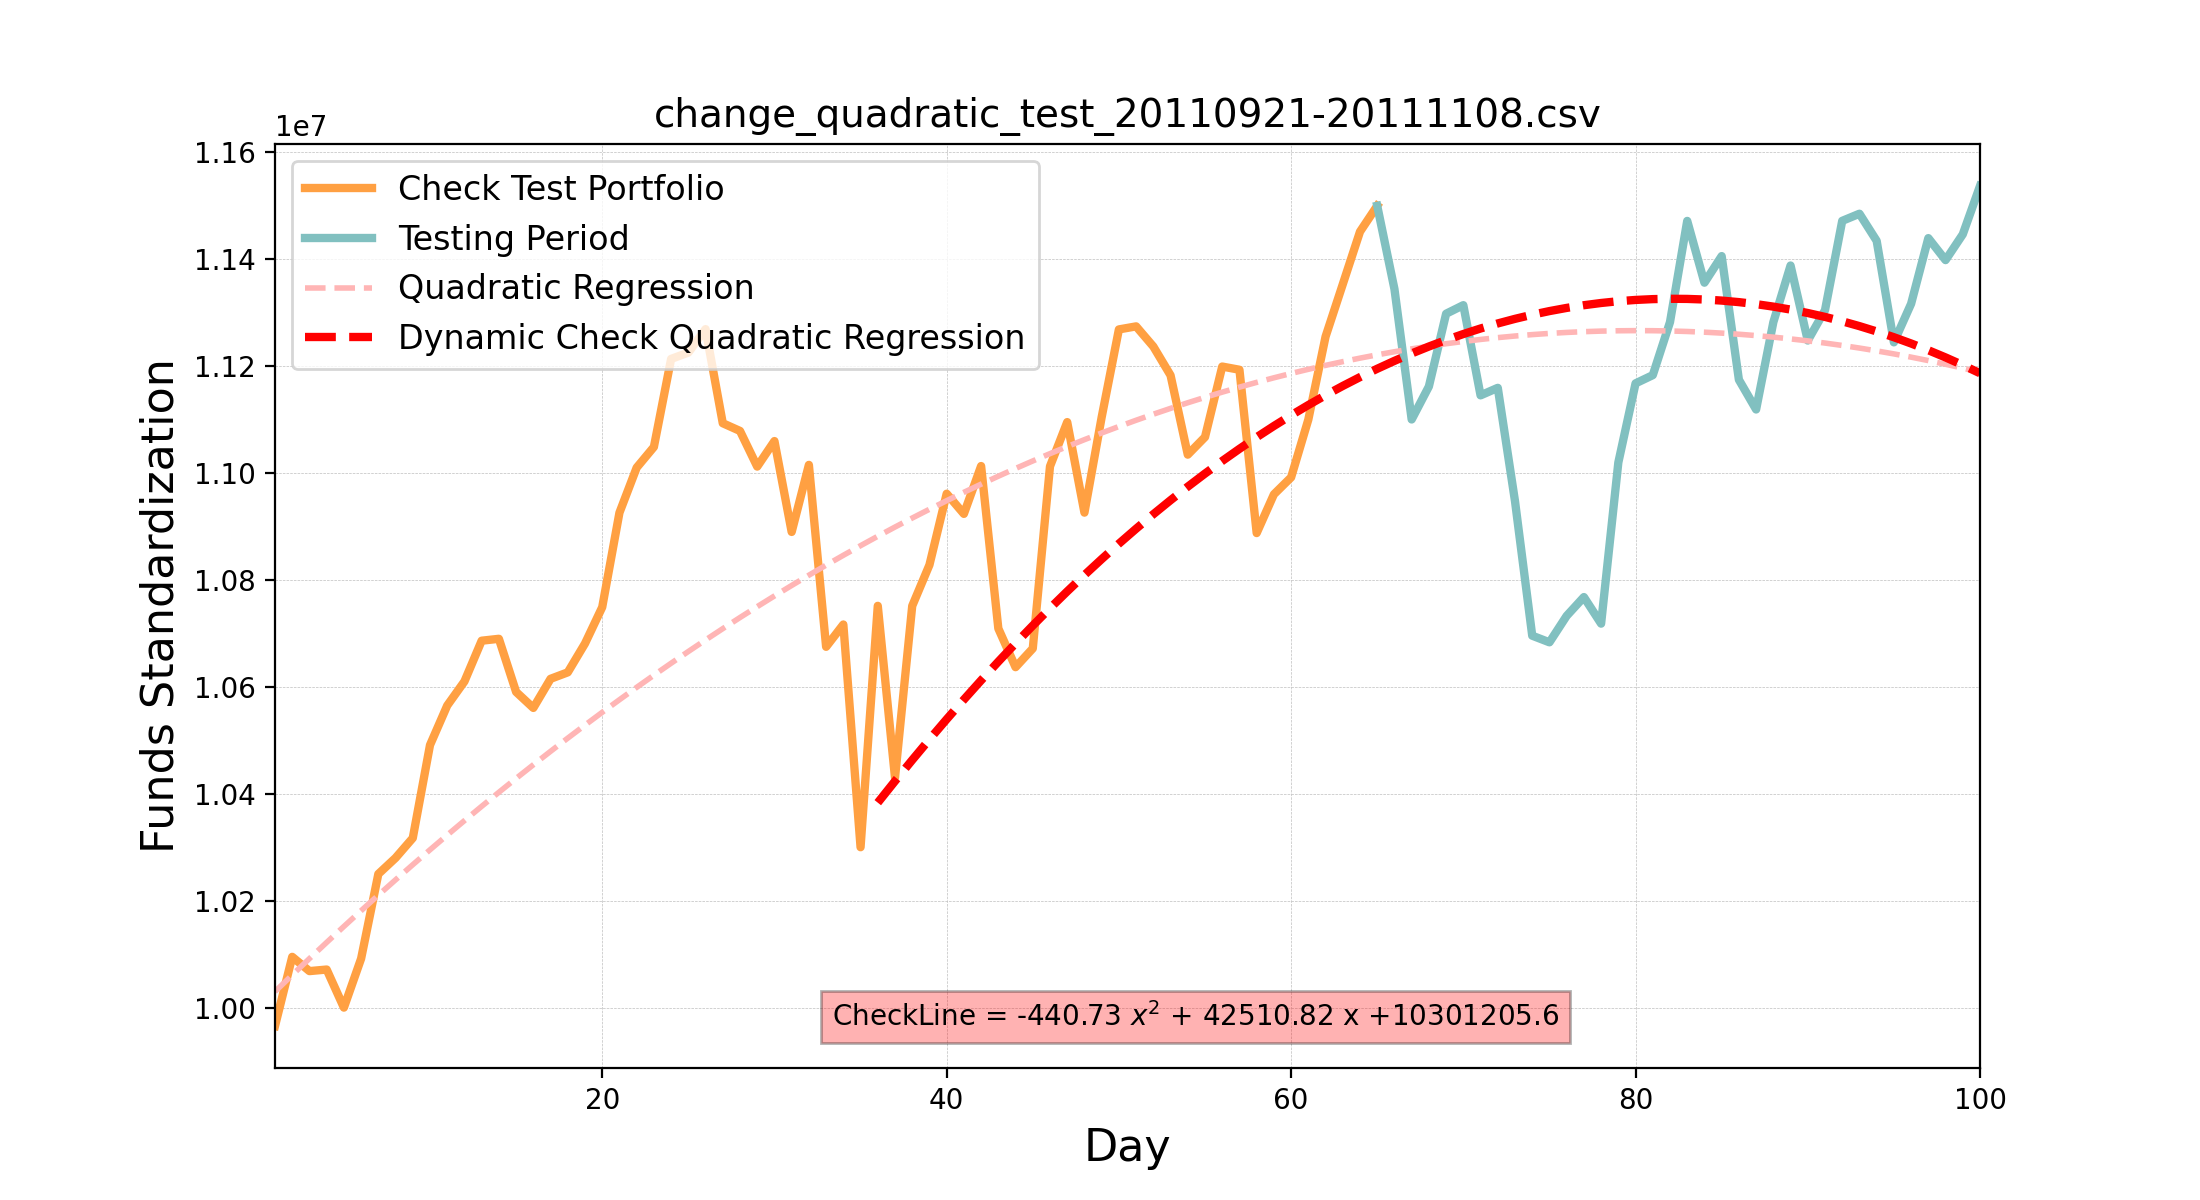 change_quadratic_test_20110921-20111108.csv
1e7
1.16
1.14
1.12
1.10
1.08
1.06
1.04
1.02
1.00
Funds Standardization
Check Test Portfolio
Testing Period
Quadratic Regression
Dynamic Check Quadratic Regression
CheckLine = -440.73 x² + 42510.82 x +10301205.6
20 40 60 80 100
Day